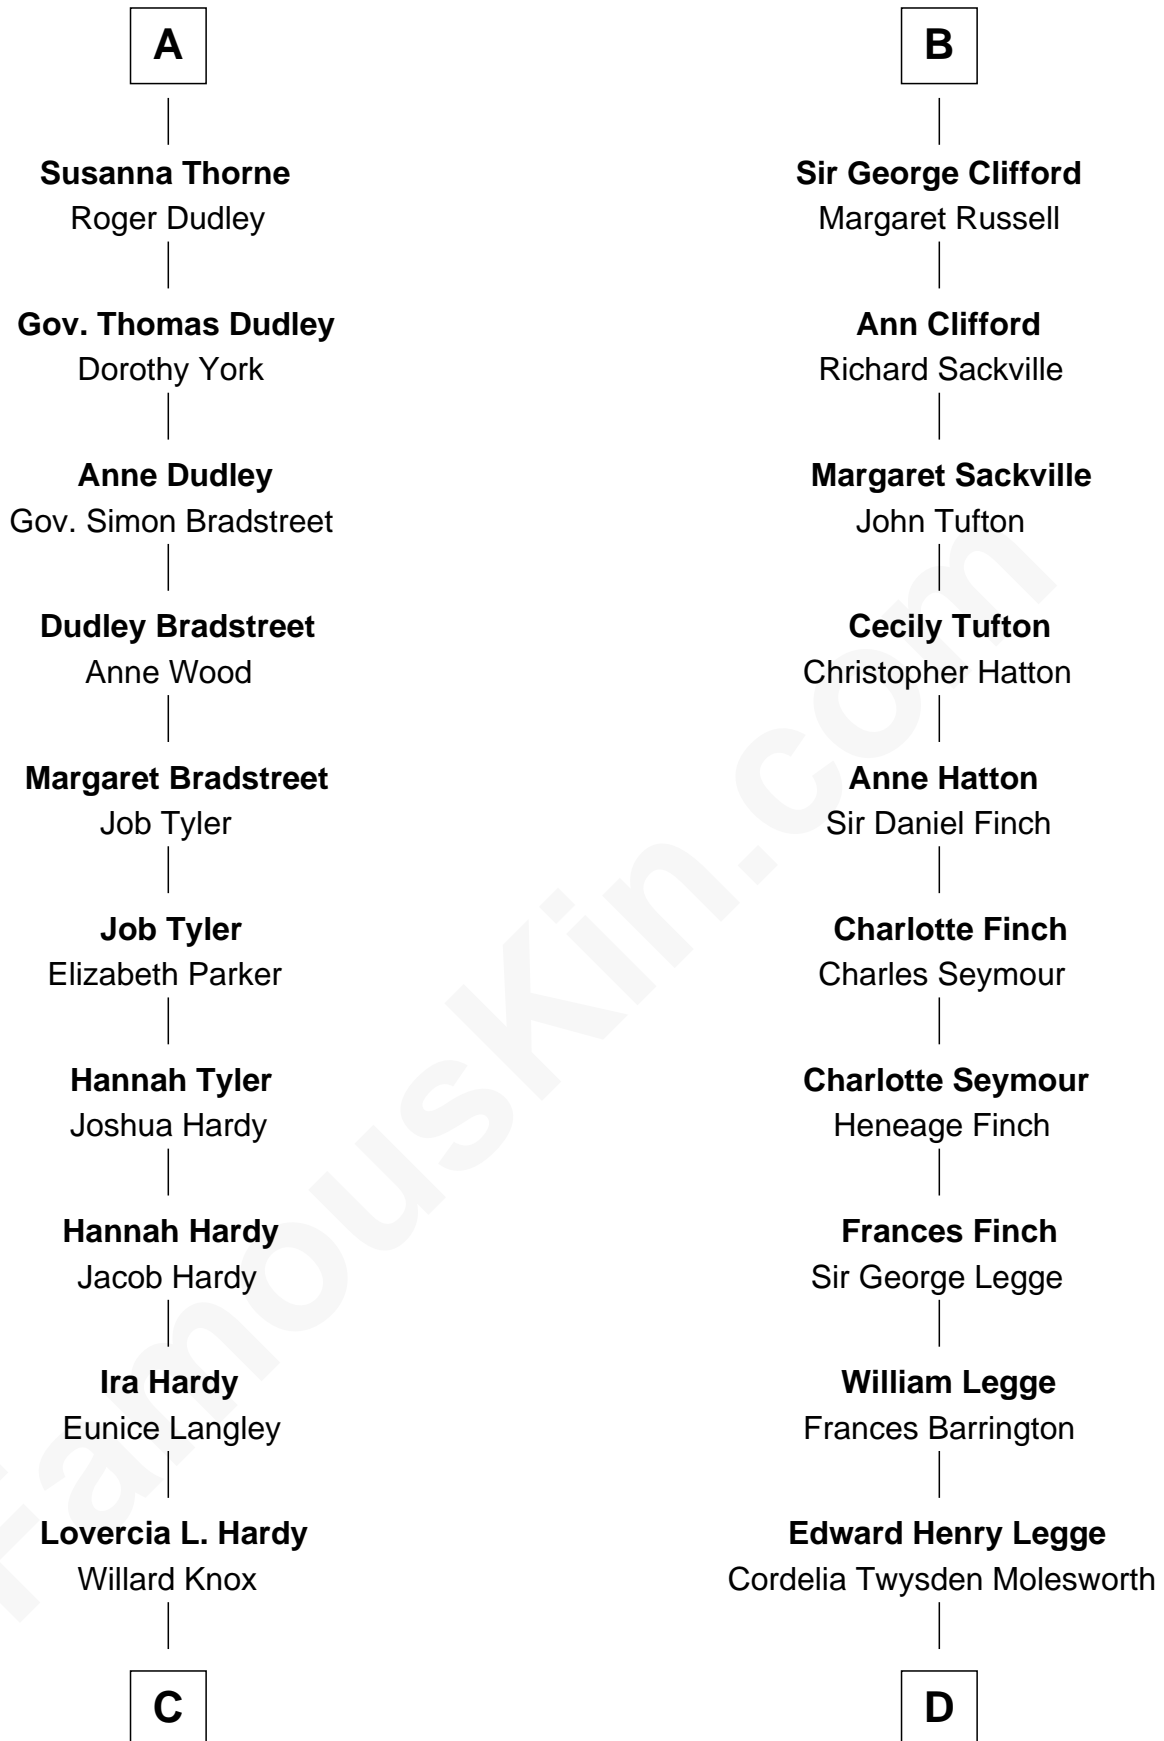 A
Susanna Thorne
Roger Dudley
Gov. Thomas Dudley
Dorothy York
Anne Dudley
Gov. Simon Bradstreet
Dudley Bradstreet
Anne Wood
Margaret Bradstreet
Job Tyler
Job Tyler
Elizabeth Parker
Hannah Tyler
Joshua Hardy
Hannah Hardy
Jacob Hardy
Ira Hardy
Eunice Langley
Lovercia L. Hardy
Willard Knox
C
B
Sir George Clifford
Margaret Russell
Ann Clifford
Richard Sackville
Margaret Sackville
John Tufton
Cecily Tufton
Christopher Hatton
Anne Hatton
Sir Daniel Finch
Charlotte Finch
Charles Seymour
Charlotte Seymour
Heneage Finch
Frances Finch
Sir George Legge
William Legge
Frances Barrington
Edward Henry Legge
Cordelia Twysden Molesworth
D
FamousKin.com